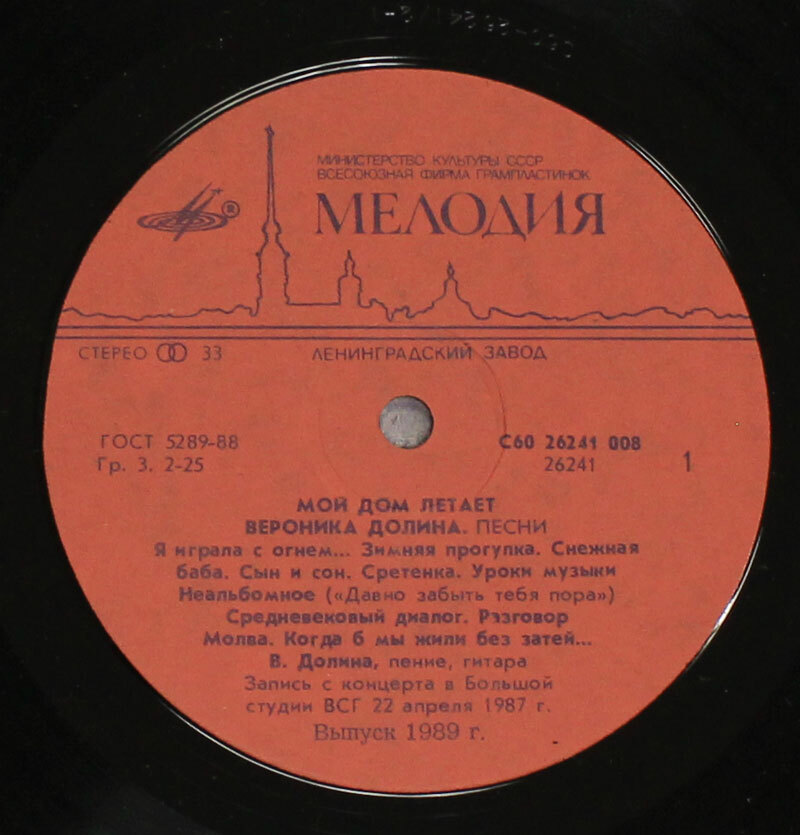 МИНИСТЕРСТВО КУЛЬТУРЫ СССР
ВСЕСОЮЗНАЯ ФИРМА ГРАМПЛАСТИНОК
МЕЛОДИЯ
®
СТЕРЕО 33
ЛЕНИНГРАДСКИЙ ЗАВОД
ГОСТ 5289-88
Гр. 3. 2-25
С60 26241 008
26241
1
МОЙ ДОМ ЛЕТАЕТ
ВЕРОНИКА ДОЛИНА. ПЕСНИ
Я играла с огнем... Зимняя прогулка. Снежная
баба. Сын и сон. Сретенка. Уроки музыки
Неальбомное («Давно забыть тебя пора»)
Средневековый диалог. Разговор
Молва. Когда б мы жили без затей...
В. Долина, пение, гитара
Запись с концерта в Большой
студии ВСГ 22 апреля 1987 г.
Выпуск 1989 г.